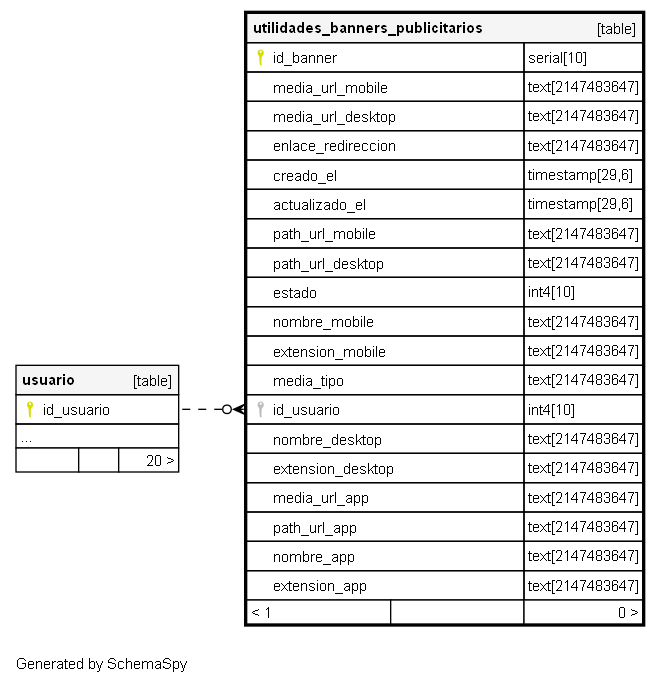 utilidades_banners_publicitarios [table]
id_banner serial[10]
media_url_mobile text[2147483647]
media_url_desktop text[2147483647]
enlace_redireccion text[2147483647]
creado_el timestamp[29,6]
actualizado_el timestamp[29,6]
path_url_mobile text[2147483647]
path_url_desktop text[2147483647]
estado int4[10]
nombre_mobile text[2147483647]
extension_mobile text[2147483647]
media_tipo text[2147483647]
id_usuario int4[10]
nombre_desktop text[2147483647]
extension_desktop text[2147483647]
media_url_app text[2147483647]
path_url_app text[2147483647]
nombre_app text[2147483647]
extension_app text[2147483647]
< 1 0 >
usuario [table]
id_usuario
...
20 >
Generated by SchemaSpy